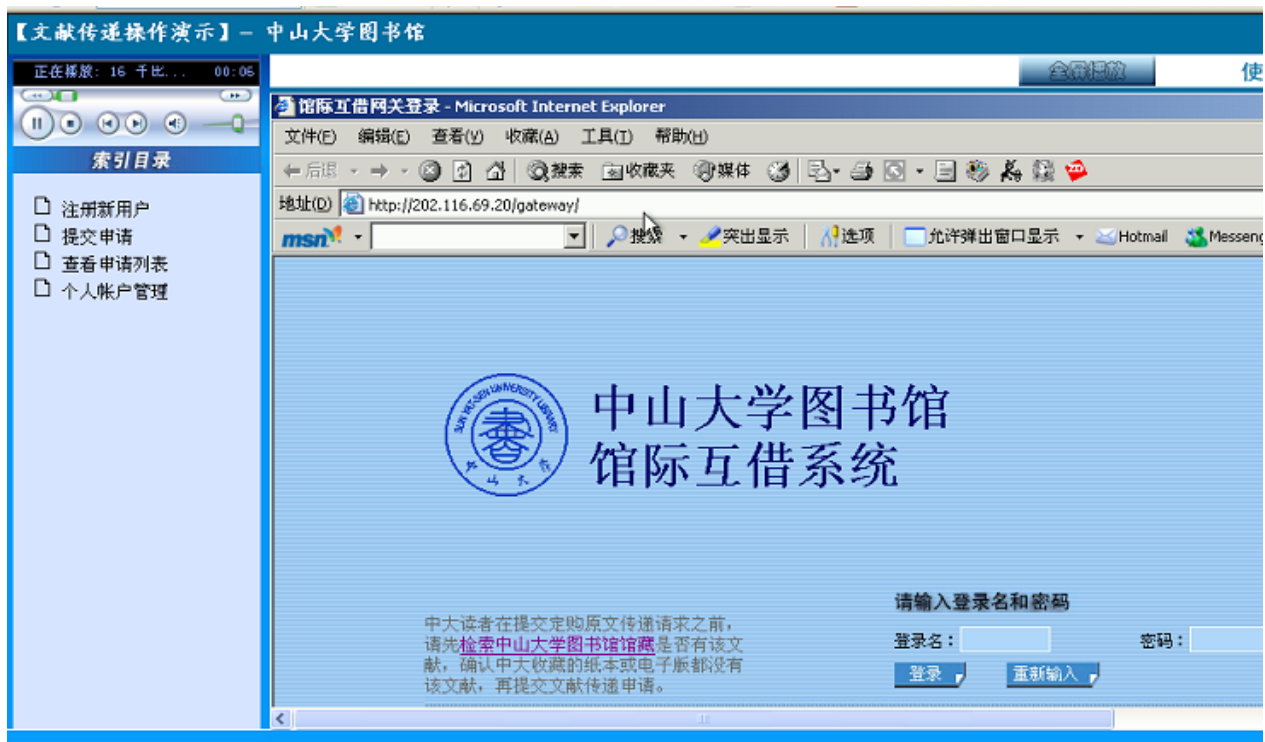 【文献传递操作演示】- 中山大学图书馆
正在播放: 16 千比... 00:06
索引目录
注册新用户
提交申请
查看申请列表
个人帐户管理
全屏播放 使
馆际互借网关登录 - Microsoft Internet Explorer
文件(F) 编辑(E) 查看(V) 收藏(A) 工具(T) 帮助(H)
后退 搜索 收藏夹 媒体
地址(D) http://202.116.69.20/gateway/
msn 搜索 突出显示 选项 允许弹出窗口显示 Hotmail Messeng
SUN YAT-SEN UNIVERSITY LIBRARY
中山大学图书馆
馆际互借系统
中大读者在提交定购原文传递请求之前，
请先检索中山大学图书馆馆藏是否有该文
献，确认中大收藏的纸本或电子版都没有
该文献，再提交文献传递申请。
请输入登录名和密码
登录名： 密码：
登录 重新输入